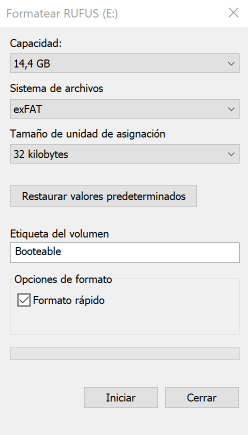 Formatear RUFUS (E:)
Capacidad:
14,4 GB
Sistema de archivos
exFAT
Tamaño de unidad de asignación
32 kilobytes
Restaurar valores predeterminados
Etiqueta del volumen
Booteable
Opciones de formato
Formato rápido
Iniciar
Cerrar